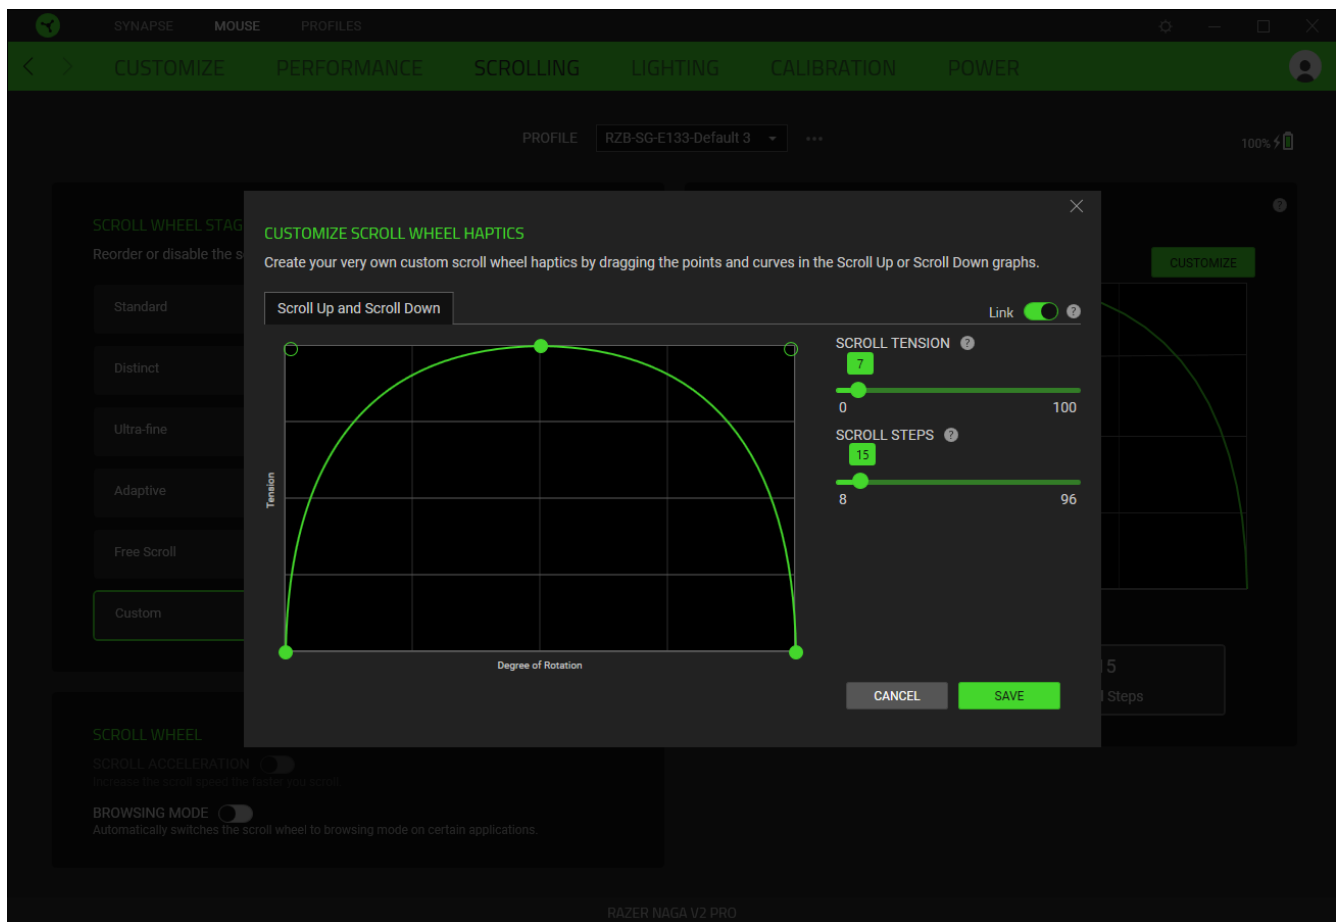 SYNAPSE MOUSE PROFILES
CUSTOMIZE PERFORMANCE SCROLLING LIGHTING CALIBRATION POWER
PROFILE RZB-SG-E133-Default 3
100%
SCROLL WHEEL STAG
Reorder or disable the s
Standard
Distinct
Ultra-fine
Adaptive
Free Scroll
Custom
CUSTOMIZE
CUSTOMIZE SCROLL WHEEL HAPTICS
Create your very own custom scroll wheel haptics by dragging the points and curves in the Scroll Up or Scroll Down graphs.
Scroll Up and Scroll Down
Link ?
Tension
Degree of Rotation
SCROLL TENSION ?
7
0 100
SCROLL STEPS ?
15
8 96
CANCEL SAVE
15
Steps
SCROLL WHEEL
SCROLL ACCELERATION
Increase the scroll speed the faster you scroll.
BROWSING MODE
Automatically switches the scroll wheel to browsing mode on certain applications.
RAZER NAGA V2 PRO